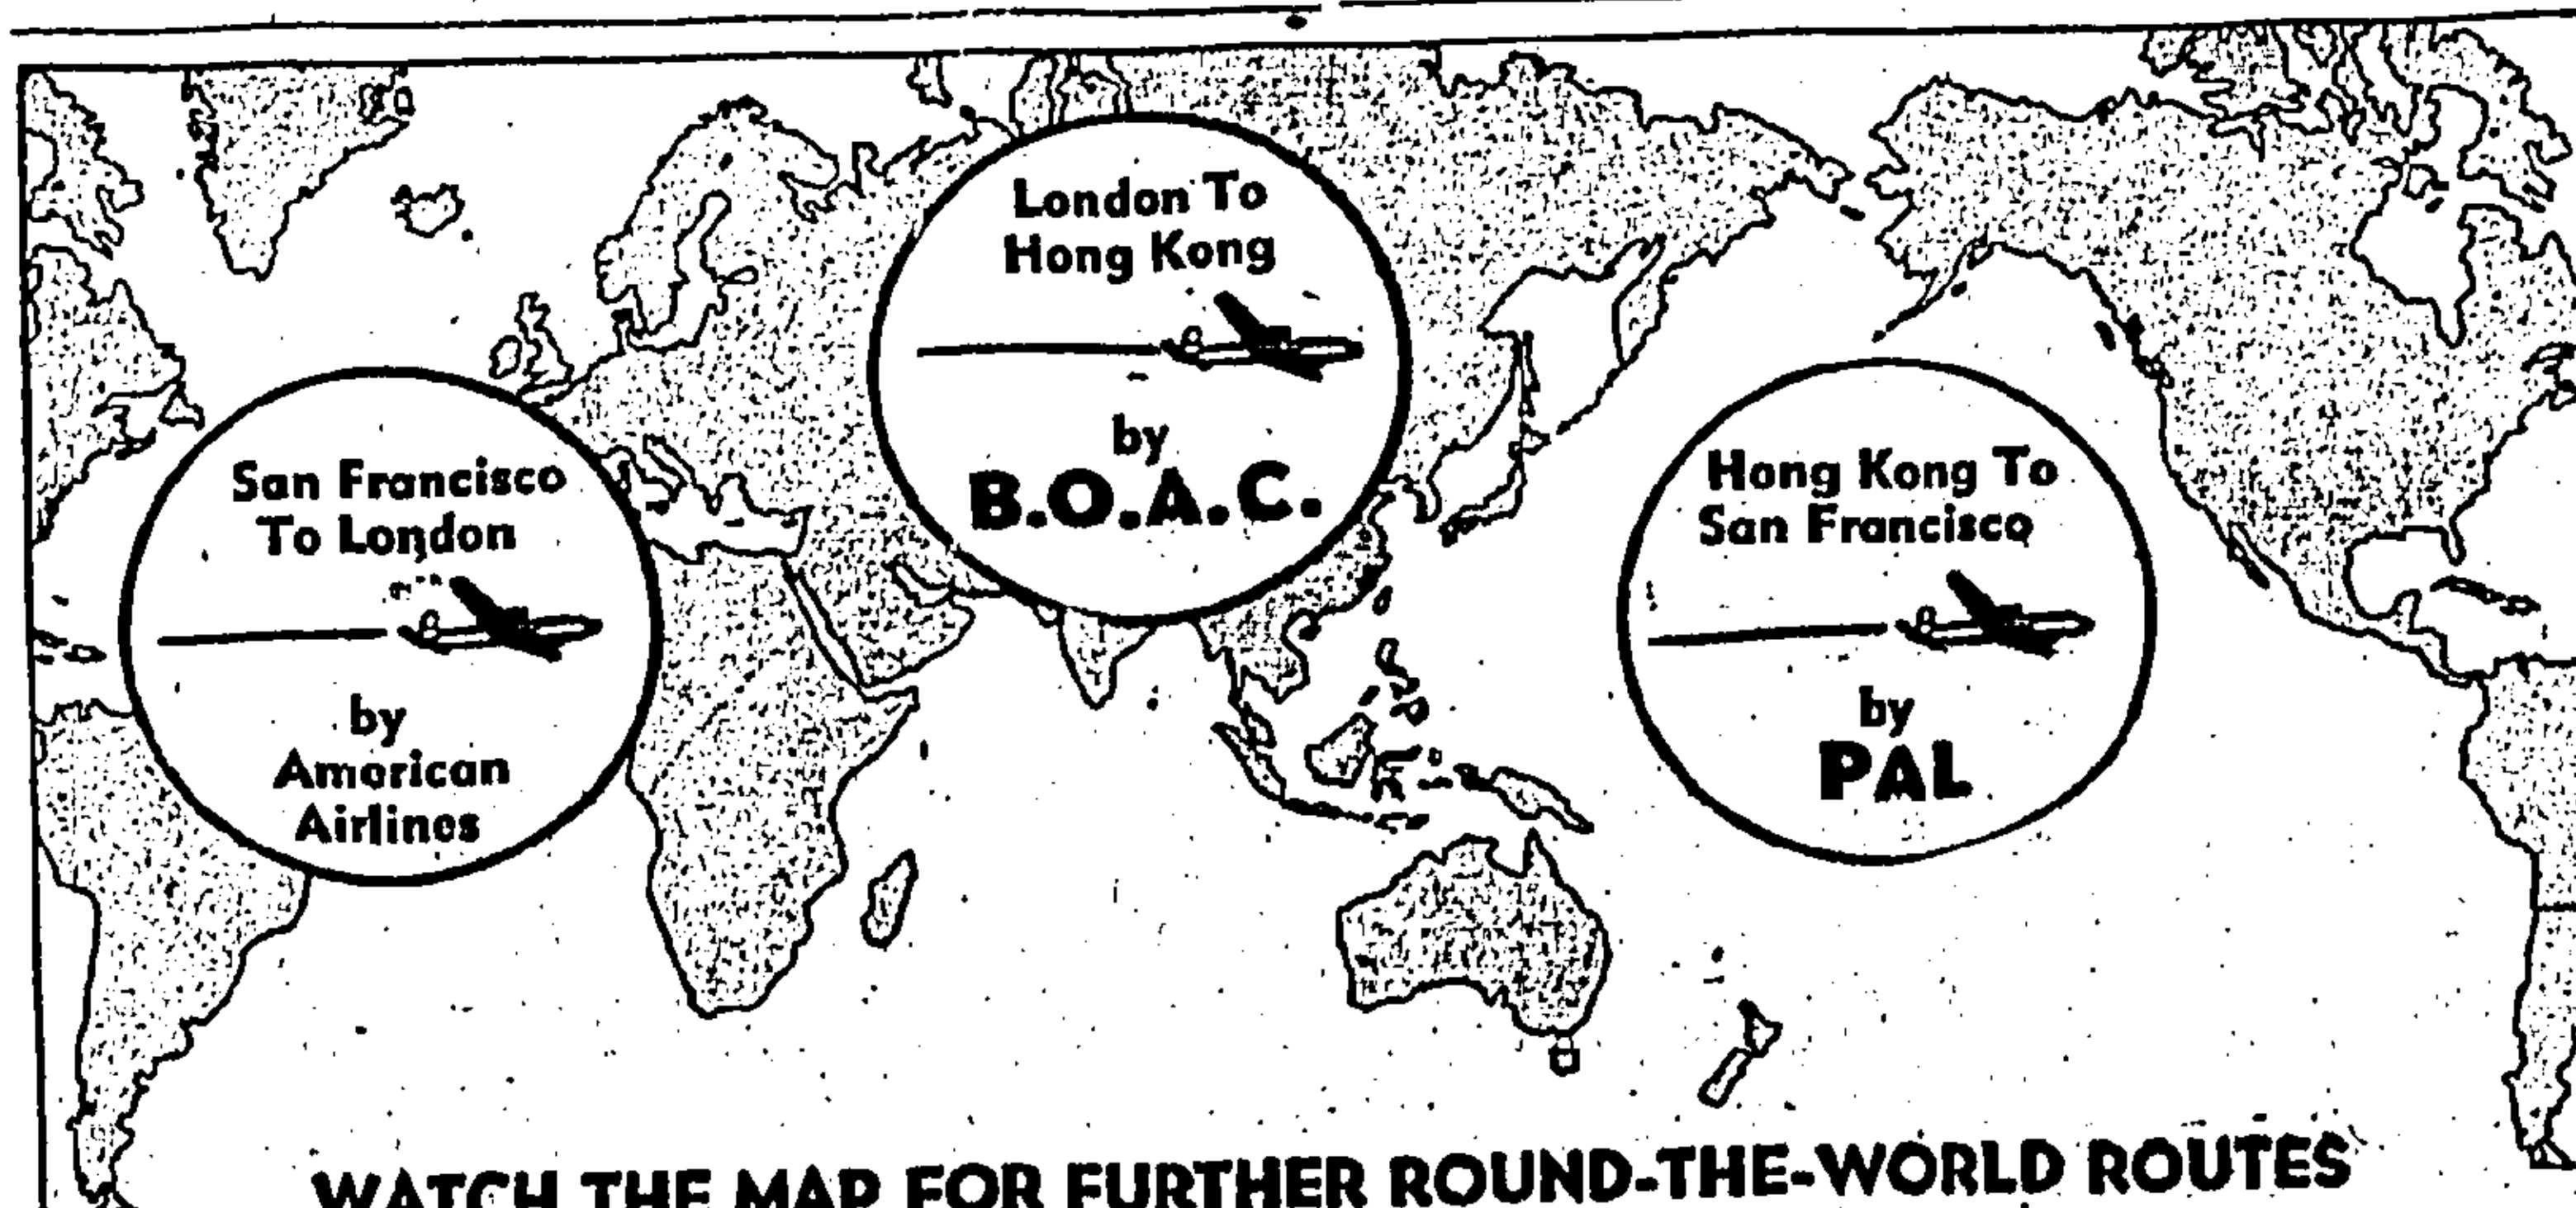 San Francisco
To London
by
American
Airlines
London To
Hong Kong
by
B.O.A.C.
Hong Kong To
San Francisco
by
PAL
WATCH THE MAP FOR FURTHER ROUND-THE-WORLD ROUTES